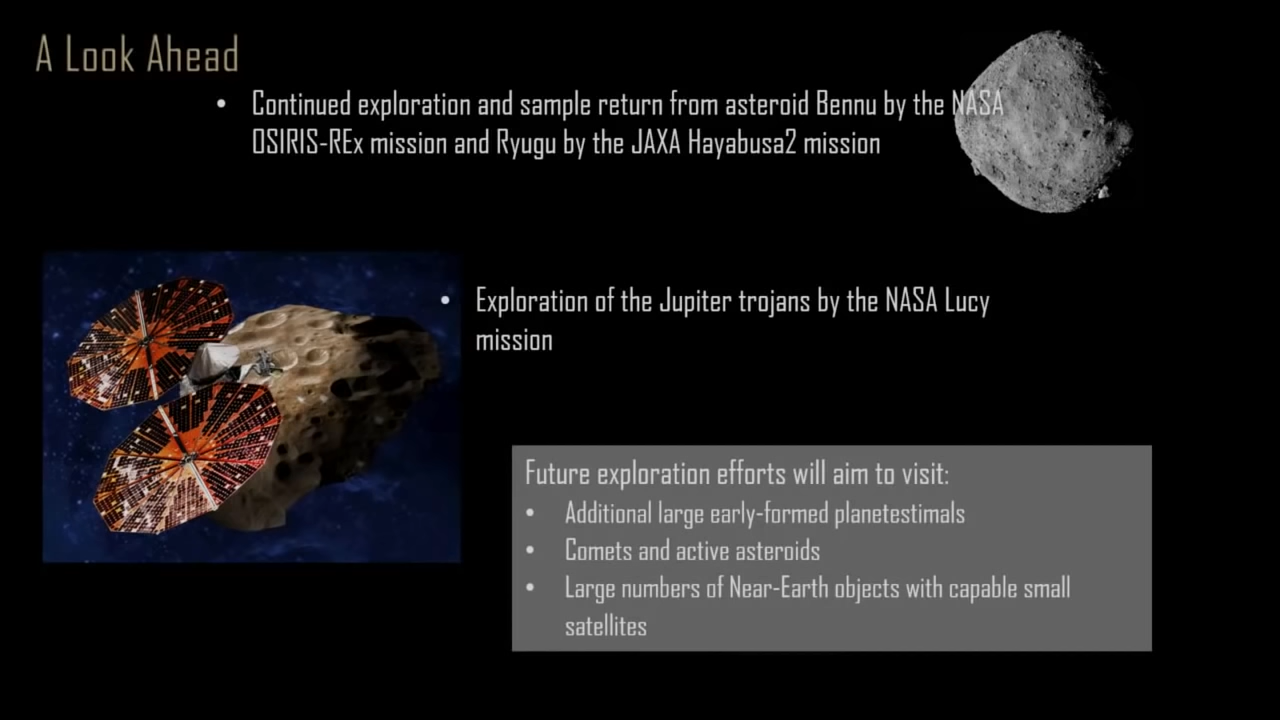 A Look Ahead
• Continued exploration and sample return from asteroid Bennu by the NASA
OSIRIS-REx mission and Ryugu by the JAXA Hayabusa2 mission
• Exploration of the Jupiter trojans by the NASA Lucy
mission
Future exploration efforts will aim to visit:
• Additional large early-formed planetestimals
• Comets and active asteroids
• Large numbers of Near-Earth objects with capable small
satellites